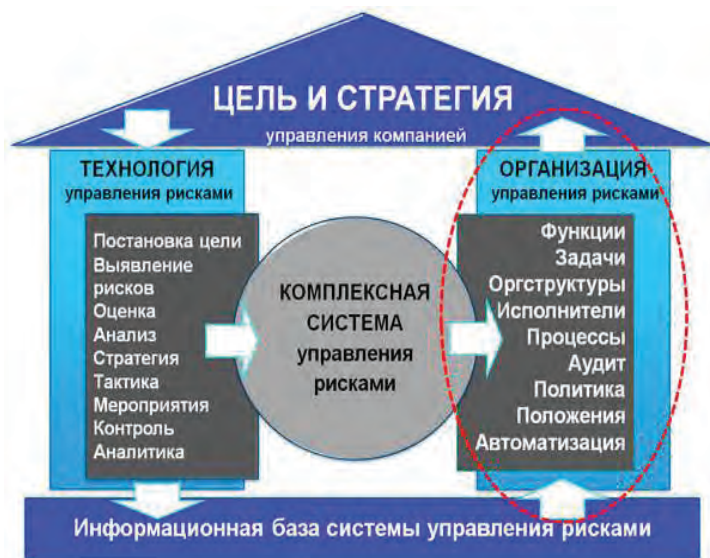 ЦЕЛЬ И СТРАТЕГИЯ
управления компанией
ТЕХНОЛОГИЯ
управления рисками
Постановка цели
Выявление
рисков
Оценка
Анализ
Стратегия
Тактика
Мероприятия
Контроль
Аналитика
КОМПЛЕКСНАЯ
СИСТЕМА
управления
рисками
ОРГАНИЗАЦИЯ
управления рисками
Функции
Задачи
Оргструктуры
Исполнители
Процессы
Аудит
Политика
Положения
Автоматизация
Информационная база системы управления рисками